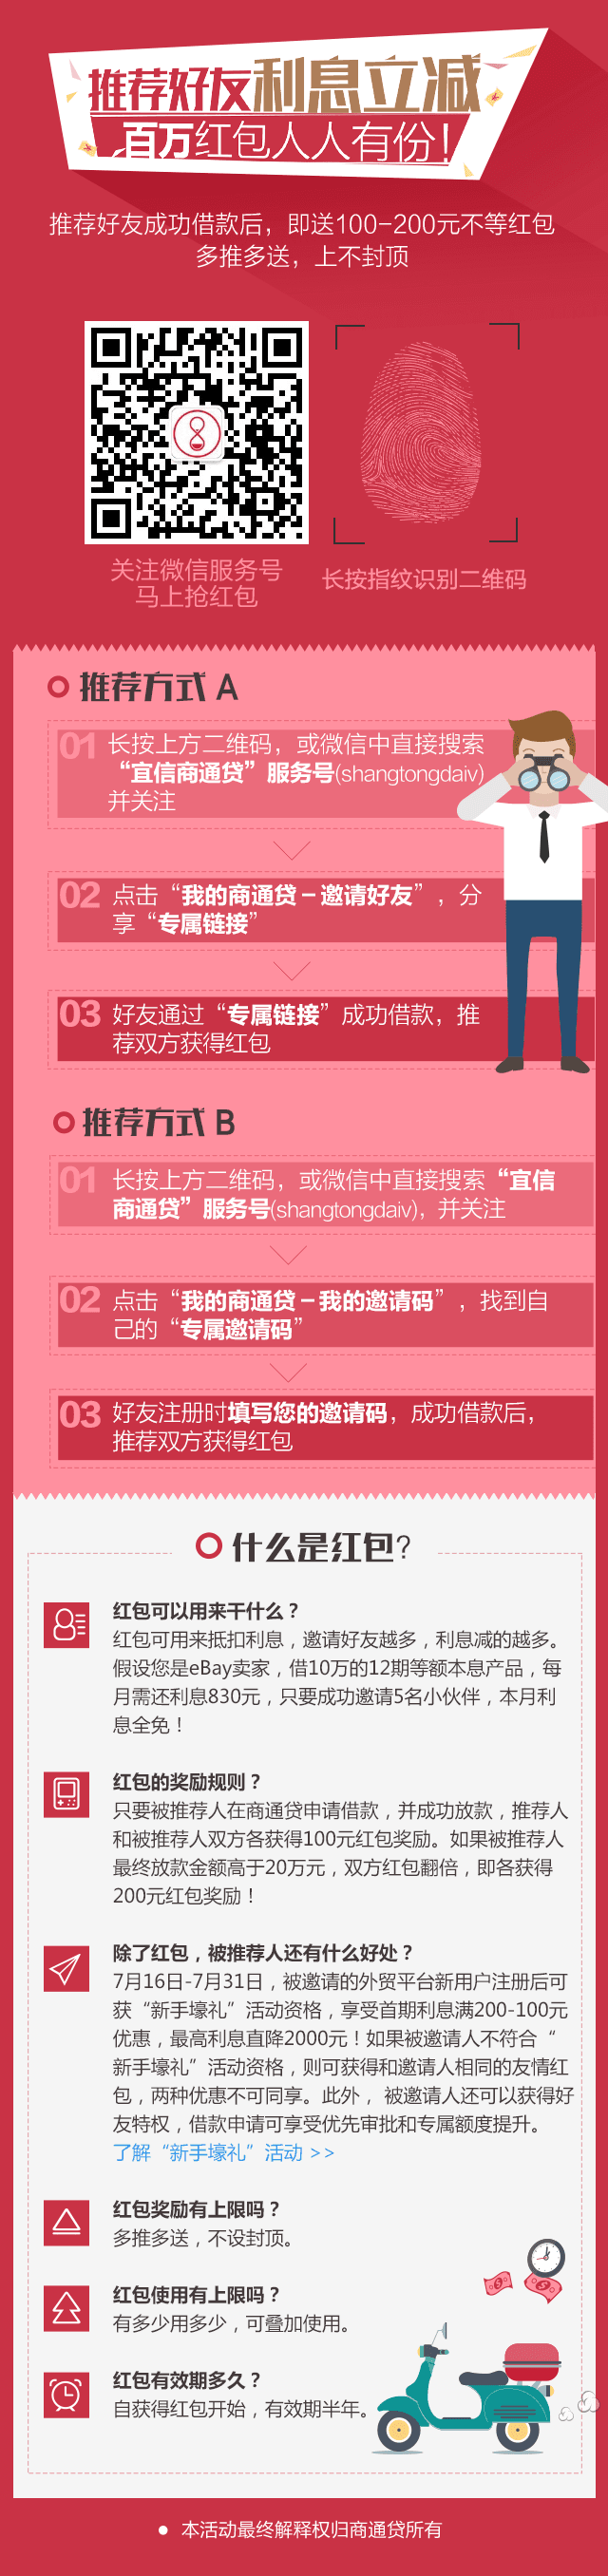 推荐好友利息立减
百万红包人人有份！
推荐好友成功借款后，即送100-200元不等红包
多推多送，上不封顶
关注微信服务号
马上抢红包
长按指纹识别二维码
推荐方式 A
01 长按上方二维码，或微信中直接搜索
“宜信商通贷”服务号(shangtongdaiv)
并关注
02 点击“我的商通贷－邀请好友”，分
享“专属链接”
03 好友通过“专属链接”成功借款，推
荐双方获得红包
推荐方式 B
01 长按上方二维码，或微信中直接搜索“宜信
商通贷”服务号(shangtongdaiv)，并关注
02 点击“我的商通贷－我的邀请码”，找到自
己的“专属邀请码”
03 好友注册时填写您的邀请码，成功借款后，
推荐双方获得红包
什么是红包?
红包可以用来干什么？
红包可用来抵扣利息，邀请好友越多，利息减的越多。
假设您是eBay卖家，借10万的12期等额本息产品，每
月需还利息830元，只要成功邀请5名小伙伴，本月利
息全免！
红包的奖励规则？
只要被推荐人在商通贷申请借款，并成功放款，推荐人
和被推荐人双方各获得100元红包奖励。如果被推荐人
最终放款金额高于20万元，双方红包翻倍，即各获得
200元红包奖励！
除了红包，被推荐人还有什么好处？
7月16日-7月31日，被邀请的外贸平台新用户注册后可
获“新手壕礼”活动资格，享受首期利息满200-100元
优惠，最高利息直降2000元！如果被邀请人不符合“
新手壕礼”活动资格，则可获得和邀请人相同的友情红
包，两种优惠不可同享。此外， 被邀请人还可以获得好
友特权，借款申请可享受优先审批和专属额度提升。
了解“新手壕礼”活动 >>
红包奖励有上限吗？
多推多送，不设封顶。
红包使用有上限吗？
有多少用多少，可叠加使用。
红包有效期多久？
自获得红包开始，有效期半年。
● 本活动最终解释权归商通贷所有